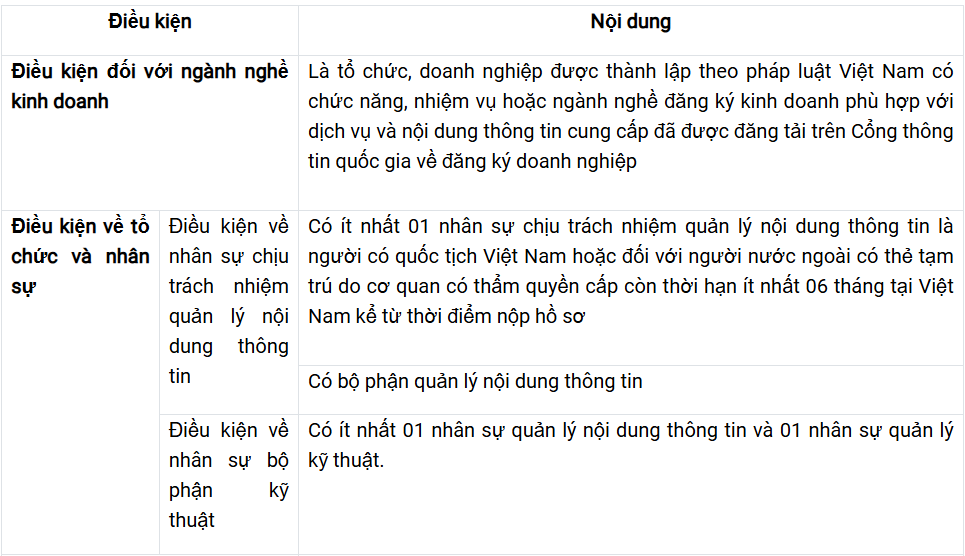 Điều kiện
Nội dung
Điều kiện đối với ngành nghề
kinh doanh
Là tổ chức, doanh nghiệp được thành lập theo pháp luật Việt Nam có
chức năng, nhiệm vụ hoặc ngành nghề đăng ký kinh doanh phù hợp với
dịch vụ và nội dung thông tin cung cấp đã được đăng tải trên Cổng thông
tin quốc gia về đăng ký doanh nghiệp
Điều kiện về tổ
chức và nhân
sự
Điều kiện về
nhân sự chịu
trách nhiệm
quản lý nội
dung thông
tin
Có ít nhất 01 nhân sự chịu trách nhiệm quản lý nội dung thông tin là
người có quốc tịch Việt Nam hoặc đối với người nước ngoài có thẻ tạm
trú do cơ quan có thẩm quyền cấp còn thời hạn ít nhất 06 tháng tại Việt
Nam kể từ thời điểm nộp hồ sơ
Có bộ phận quản lý nội dung thông tin
Điều kiện về
nhân sự bộ
phận kỹ
thuật
Có ít nhất 01 nhân sự quản lý nội dung thông tin và 01 nhân sự quản lý
kỹ thuật.